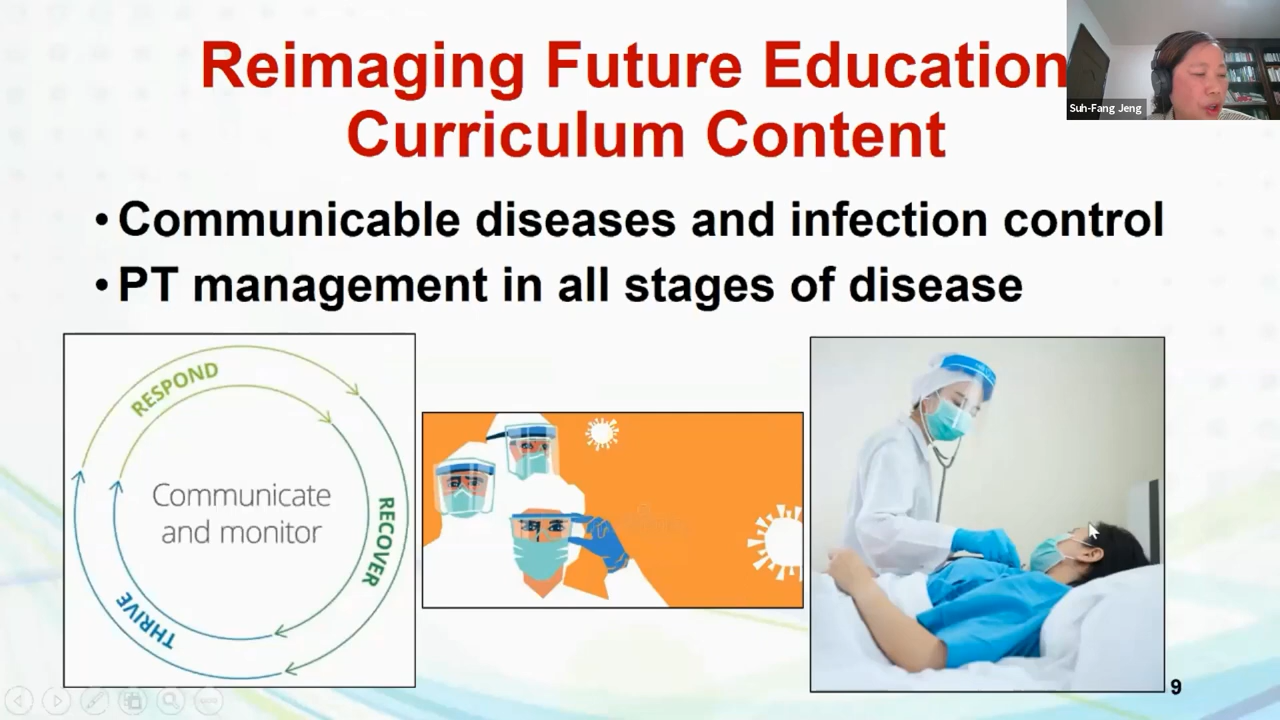 Reimaging Future Education
Curriculum Content
Suh-Fang Jeng
• Communicable diseases and infection control
• PT management in all stages of disease
RESPOND
RECOVER
THRIVE
Communicate
and monitor
9